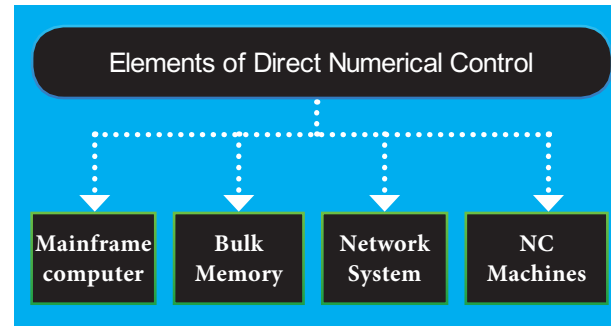 Elements of Direct Numerical Control
Mainframe
computer
Bulk
Memory
Network
System
NC
Machines